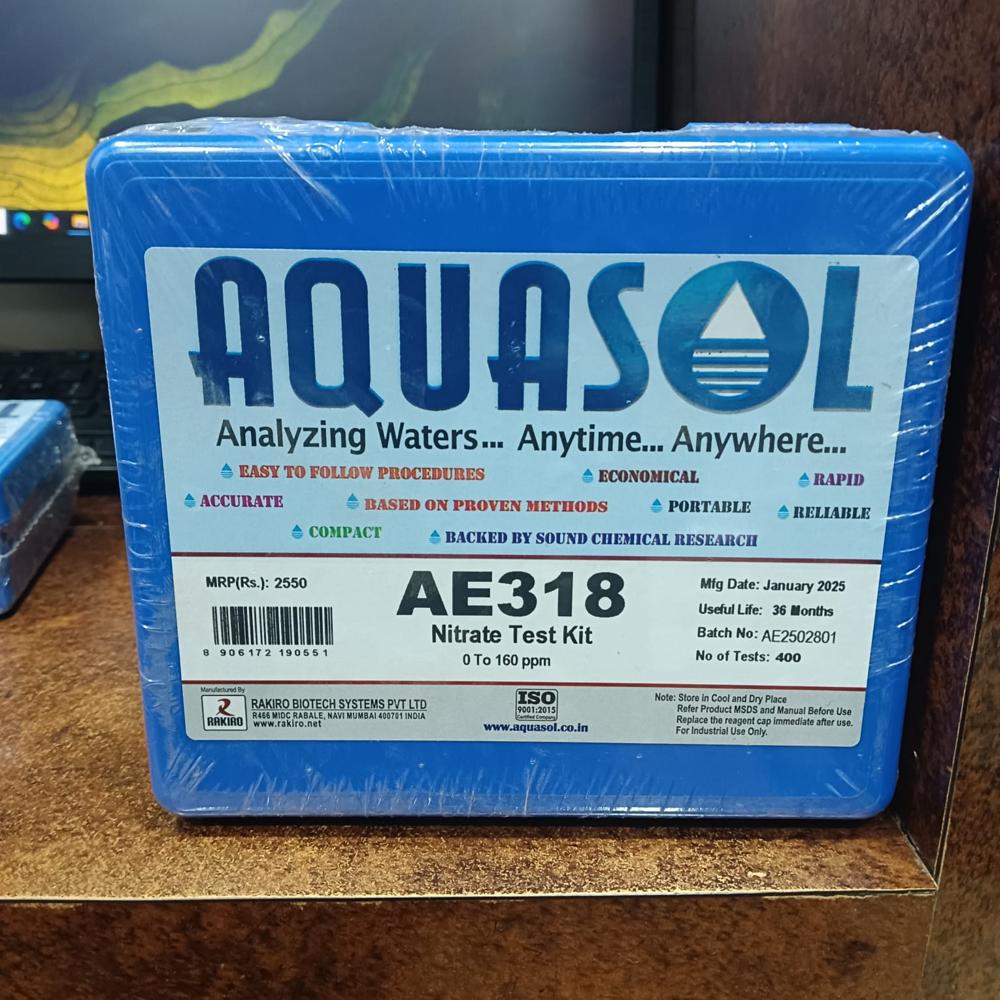 AQUASOL
Analyzing Waters... Anytime... Anywhere...
EASY TO FOLLOW PROCEDURES ECONOMICAL RAPID
ACCURATE BASED ON PROVEN METHODS PORTABLE RELIABLE
COMPACT BACKED BY SOUND CHEMICAL RESEARCH
MRP(Rs.): 2550
8 906172 190551
AE318
Nitrate Test Kit
0 To 160 ppm
Mfg Date: January 2025
Useful Life: 36 Months
Batch No: AE2502801
No of Tests: 400
Manufactured By
RAKIRO
RAKIRO BIOTECH SYSTEMS PVT LTD
R466 MIDC RABALE, NAVI MUMBAI 400701 INDIA
www.rakiro.net
ISO
9001:2015
Certified Company
www.aquasol.co.in
Note: Store in Cool and Dry Place
Refer Product MSDS and Manual Before Use
Replace the reagent cap immediate after use.
For Industrial Use Only.